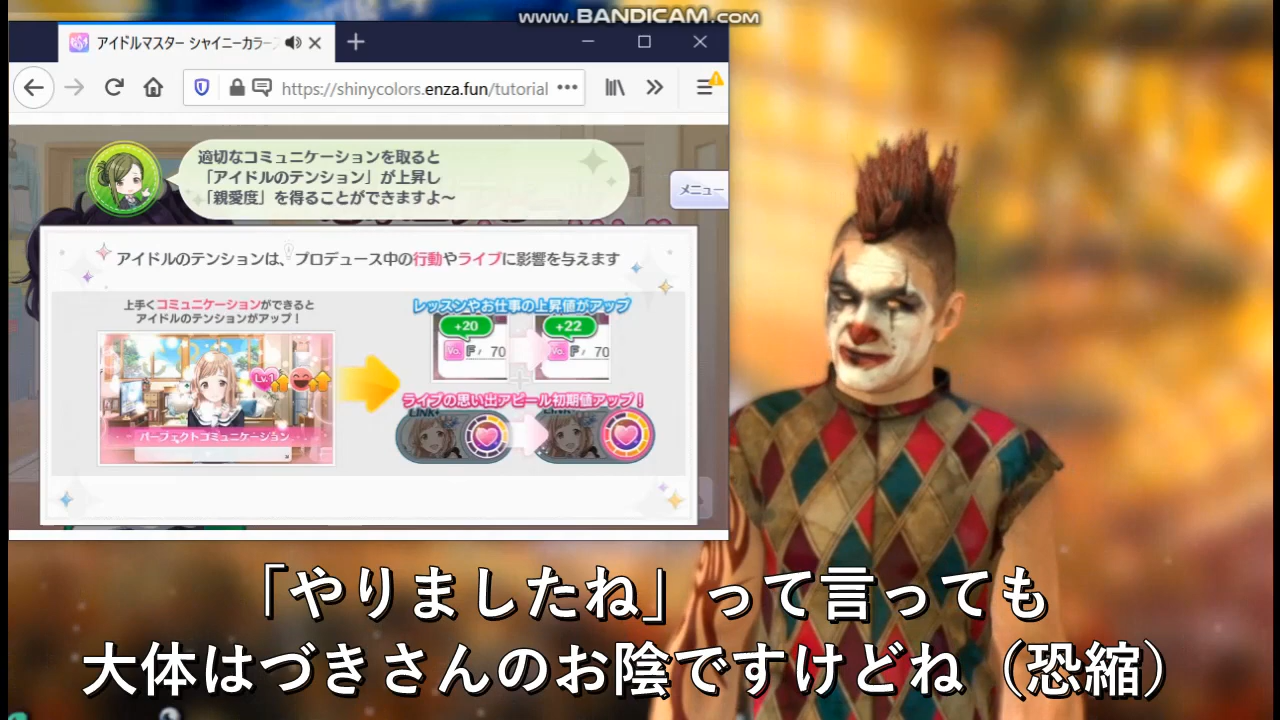 www.BANDICAM.com
アイドルマスター シャイニーカラー
https://shinycolors.enza.fun/tutorial
適切なコミュニケーションを取ると
「アイドルのテンション」が上昇し
「親愛度」を得ることができますよ～
メニュー
アイドルのテンションは、プロデュース中の行動やライブに影響を与えます
上手くコミュニケーションができると
アイドルのテンションがアップ！
レッスンやお仕事の上昇値がアップ
+20
+22
Vo. F 70
Vo. F 70
Lv.1
パーフェクトコミュニケーション
ライブの思い出アピール初期値アップ！
LINK
LINK
「やりましたね」って言っても
大体はづきさんのお陰ですけどね（恐縮）